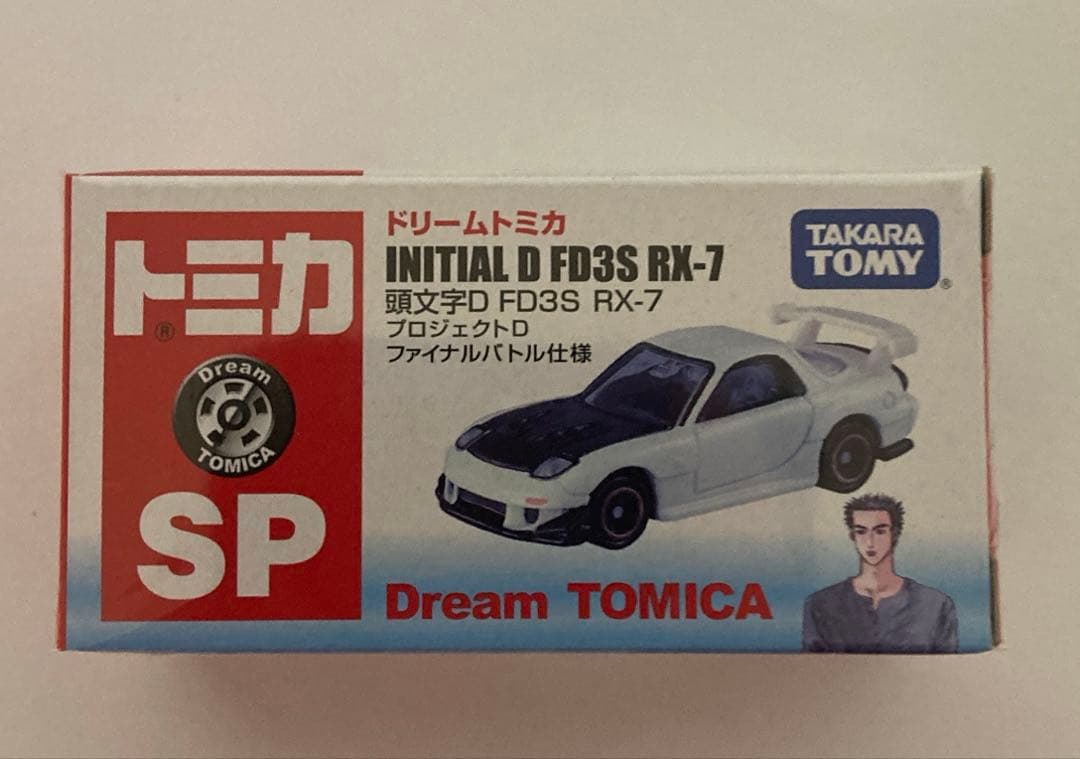 トミカ
®
Dream
TOMICA
SP
ドリームトミカ
INITIAL D FD3S RX-7
頭文字D FD3S RX-7
プロジェクトD
ファイナルバトル仕様
TAKARA
TOMY
®
Dream TOMICA